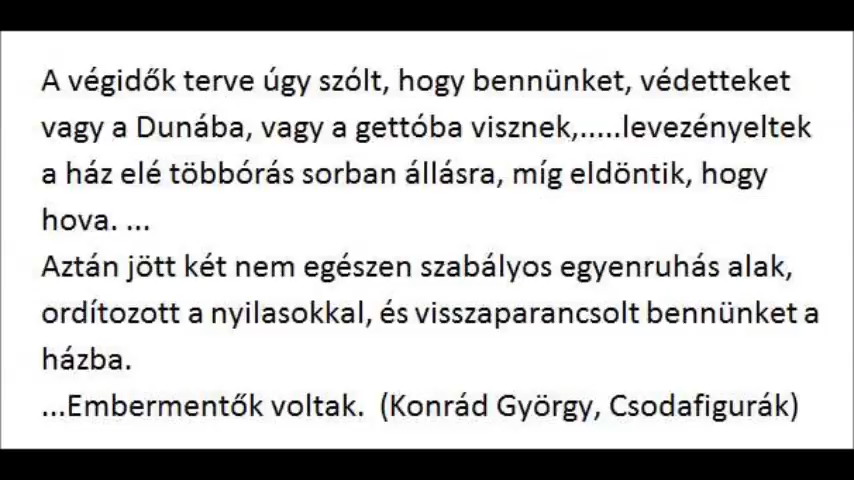 A végidők terve úgy szólt, hogy bennünket, védetteket
vagy a Dunába, vagy a gettóba visznek,.....levezényeltek
a ház elé többórás sorban állásra, míg eldöntik, hogy
hova. ...
Aztán jött két nem egészen szabályos egyenruhás alak,
ordítozott a nyilasokkal, és visszaparancsolt bennünket a
házba.
...Embermentők voltak.  (Konrád György, Csodafigurák)